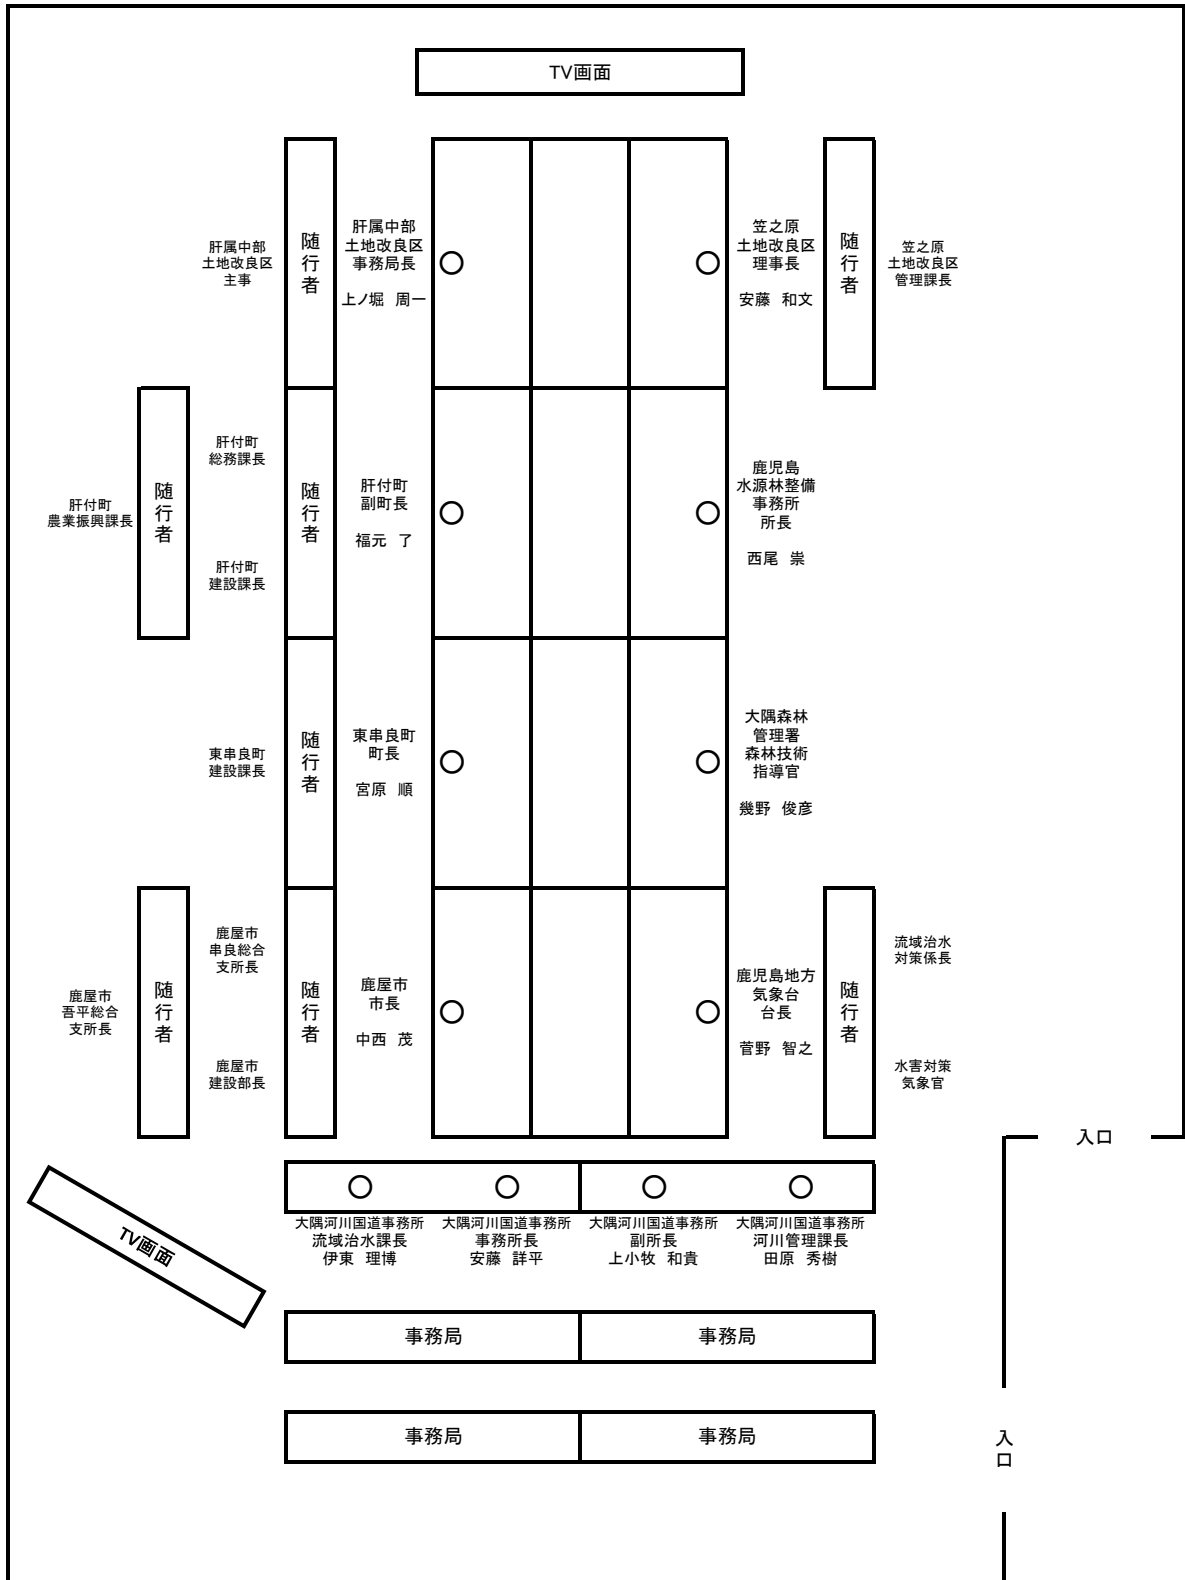 TV画面
肝属中部
土地改良区
主事
随
行
者
肝属中部
土地改良区
事務局長
上ノ堀 周一
笠之原
土地改良区
理事長
安藤 和文
随
行
者
笠之原
土地改良区
管理課長
肝付町
農業振興課長
随
行
者
肝付町
総務課長
肝付町
建設課長
随
行
者
肝付町
副町長
福元 了
鹿児島
水源林整備
事務所
所長
西尾 崇
東串良町
建設課長
随
行
者
東串良町
町長
宮原 順
大隅森林
管理署
森林技術
指導官
幾野 俊彦
鹿屋市
吾平総合
支所長
随
行
者
鹿屋市
串良総合
支所長
鹿屋市
建設部長
随
行
者
鹿屋市
市長
中西 茂
鹿児島地方
気象台
台長
菅野 智之
随
行
者
流域治水
対策係長
水害対策
気象官
入口
TV画面
大隅河川国道事務所
流域治水課長
伊東 理博
大隅河川国道事務所
事務所長
安藤 詳平
大隅河川国道事務所
副所長
上小牧 和貴
大隅河川国道事務所
河川管理課長
田原 秀樹
事務局
事務局
事務局
事務局
入
口